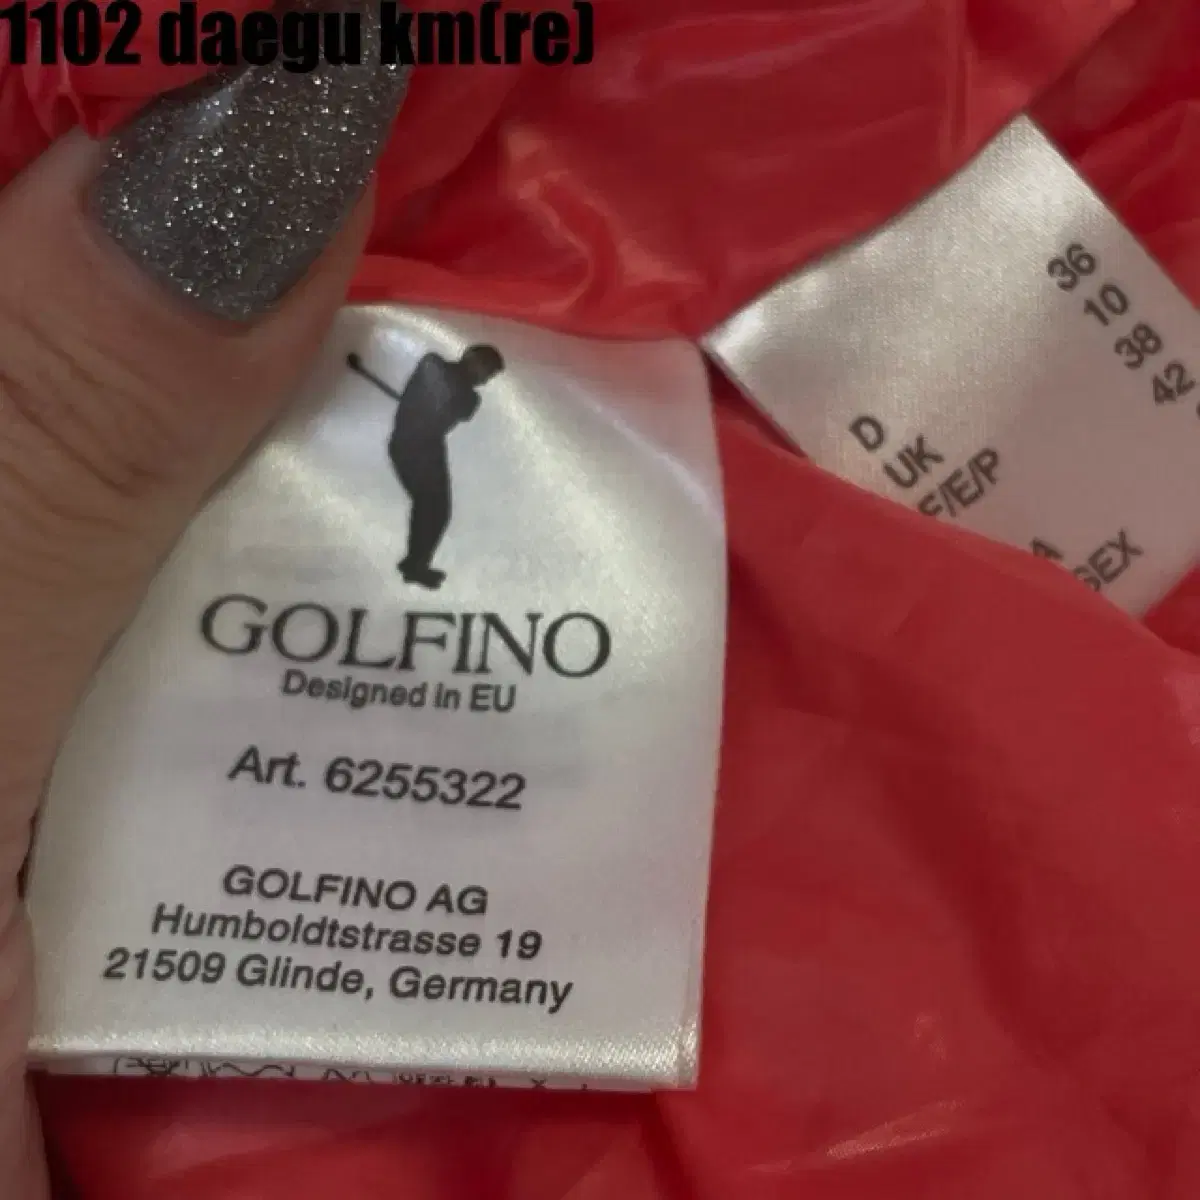 1102 daegu km(re)
GOLFINO
Designed in EU
Art. 6255322
GOLFINO AG
Humboldtstrasse 19
21509 Glinde, Germany
D 36
UK 10
F/E/P 38
42